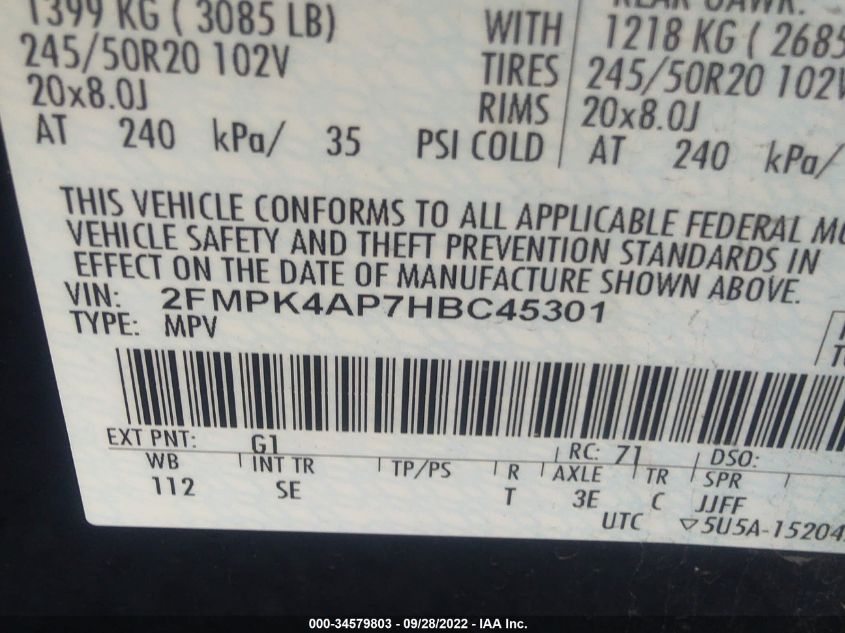 1399 KG ( 3085 LB) WITH 1218 KG ( 2685
245/50R20 102V TIRES 245/50R20 102V
20x8.0J RIMS 20x8.0J
AT 240 kPa/ 35 PSI COLD AT 240 kPa/
THIS VEHICLE CONFORMS TO ALL APPLICABLE FEDERAL MO
VEHICLE SAFETY AND THEFT PREVENTION STANDARDS IN
EFFECT ON THE DATE OF MANUFACTURE SHOWN ABOVE.
VIN: 2FMPK4AP7HBC45301
TYPE: MPV
EXT PNT: G1 RC: 71 DSO:
WB INT TR TP/PS R AXLE TR SPR
112 SE T 3E C JJFF
UTC ▽5U5A-15204
000-34579803 - 09/28/2022 - IAA Inc.